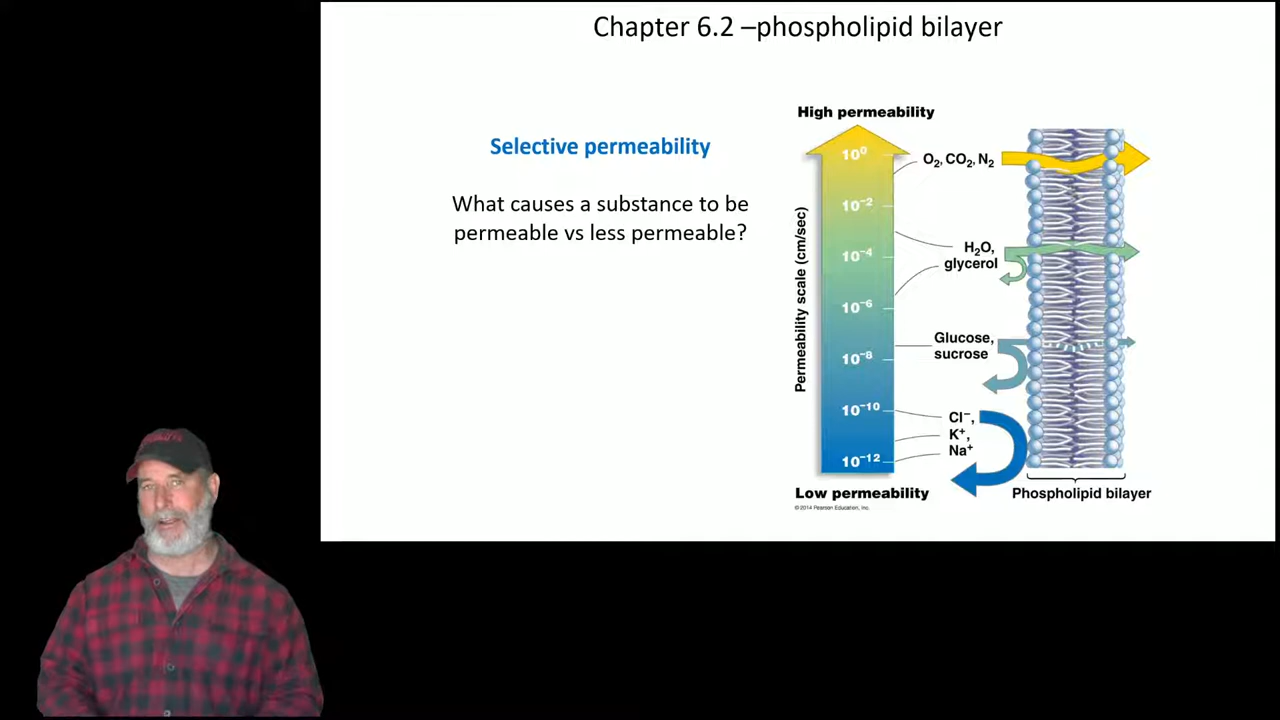 Chapter 6.2 –phospholipid bilayer
Selective permeability
What causes a substance to be
permeable vs less permeable?
High permeability
Permeability scale (cm/sec)
10⁰
10⁻²
10⁻⁴
10⁻⁶
10⁻⁸
10⁻¹⁰
10⁻¹²
O₂, CO₂, N₂
H₂O,
glycerol
Glucose,
sucrose
Cl⁻,
K⁺,
Na⁺
Low permeability
Phospholipid bilayer
© 2014 Pearson Education, Inc.